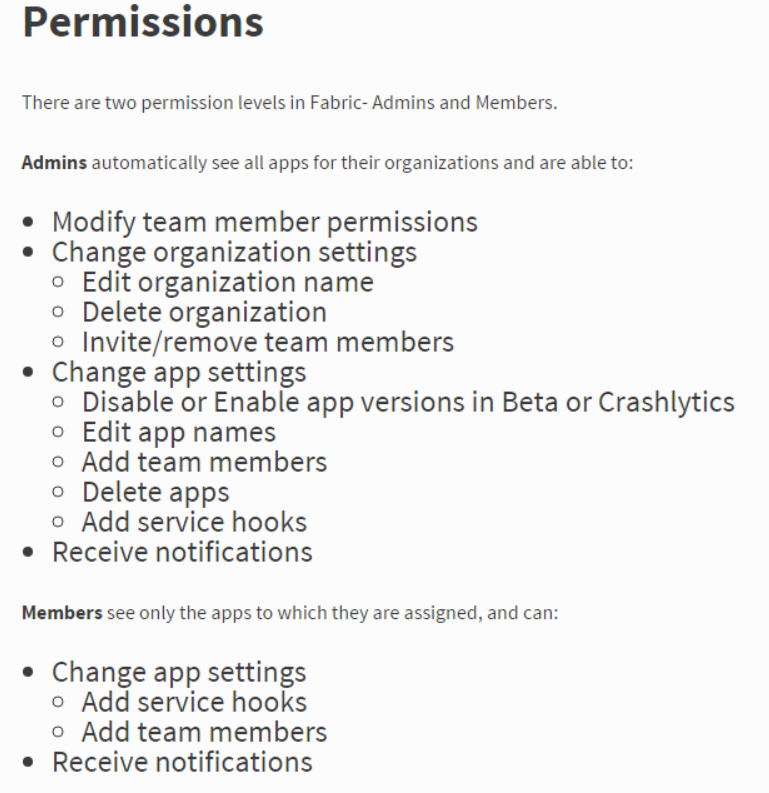 Permissions
There are two permission levels in Fabric- Admins and Members.
Admins automatically see all apps for their organizations and are able to:
Modify team member permissions
Change organization settings
Edit organization name
Delete organization
Invite/remove team members
Change app settings
Disable or Enable app versions in Beta or Crashlytics
Edit app names
Add team members
Delete apps
Add service hooks
Receive notifications
Members see only the apps to which they are assigned, and can:
Change app settings
Add service hooks
Add team members
Receive notifications